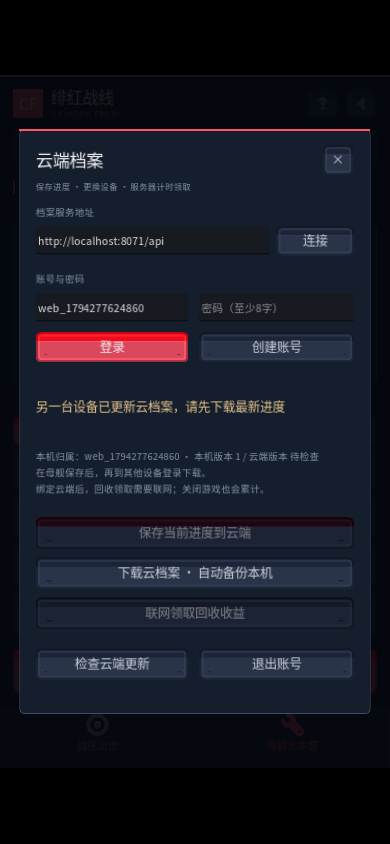 CF
绯红战线
?
云端档案
×
保存进度 · 更换设备 · 服务器计时领取
档案服务地址
http://localhost:8071/api
连接
账号与密码
web_1794277624860
密码（至少8字）
登录
创建账号
另一台设备已更新云档案，请先下载最新进度
本机归属：web_1794277624860 · 本机版本 1 / 云端版本 待检查
在母舰保存后，再到其他设备登录下载。
绑定云端后，回收领取需要联网；关闭游戏也会累计。
保存当前进度到云端
下载云档案 · 自动备份本机
联网领取回收收益
检查云端更新
退出账号